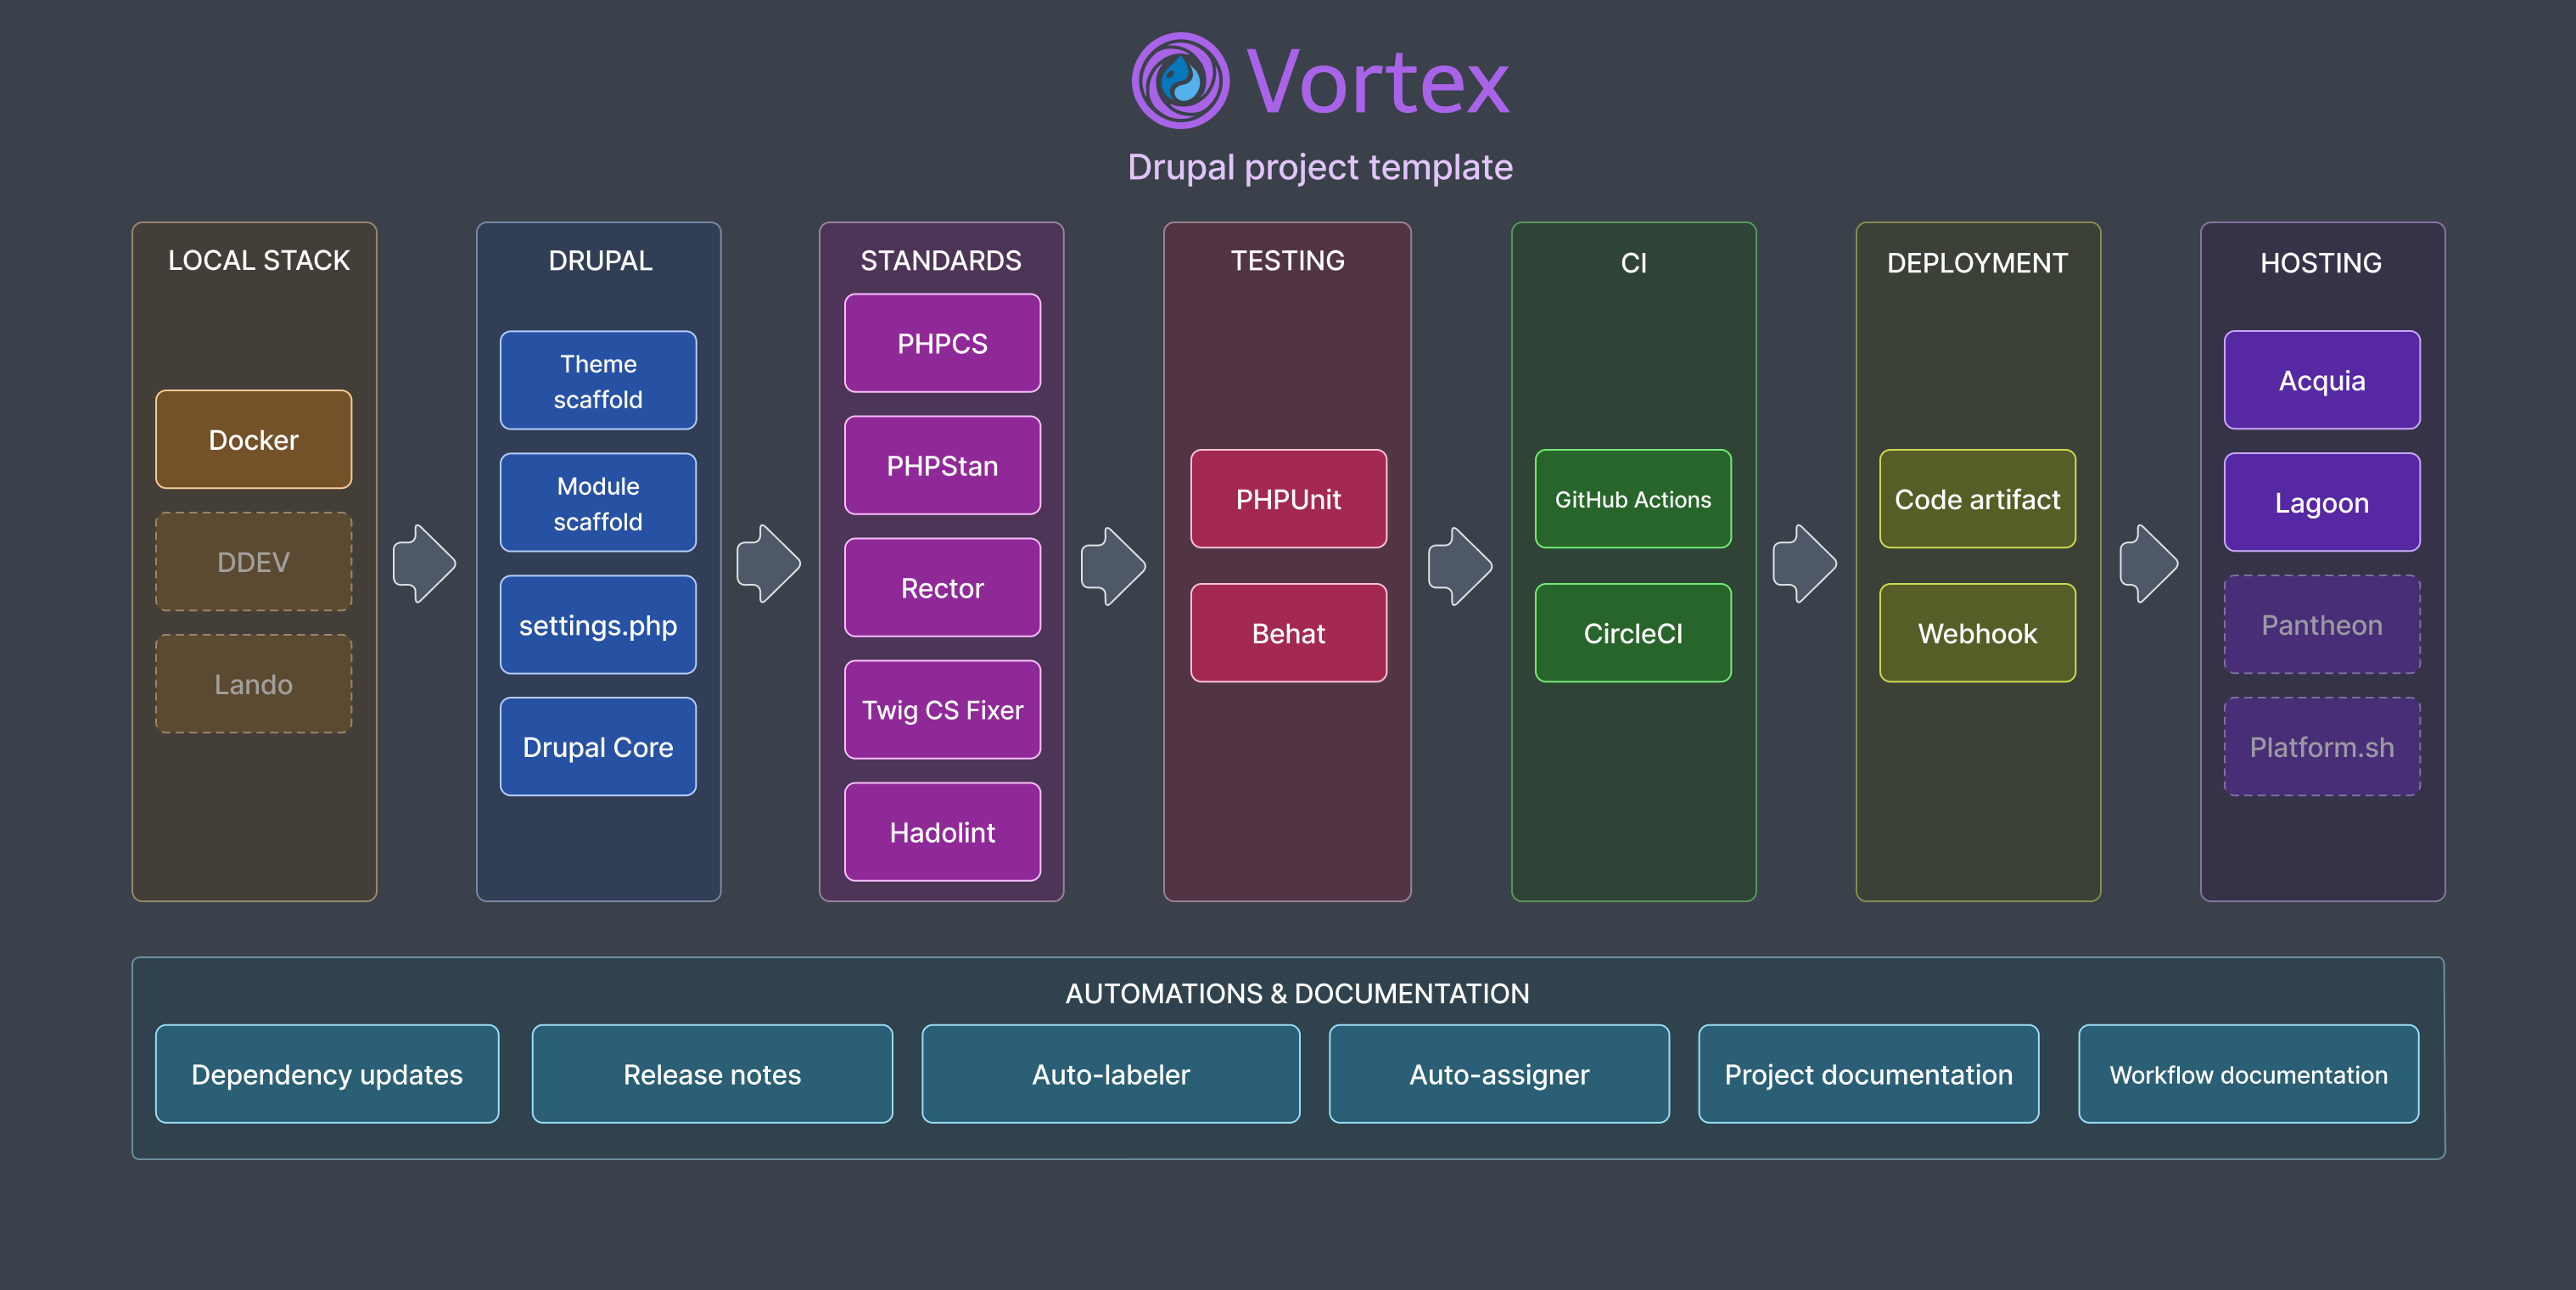 Vortex
Drupal project template
LOCAL STACK
Docker
DDEV
Lando
DRUPAL
Theme
scaffold
Module
scaffold
settings.php
Drupal Core
STANDARDS
PHPCS
PHPStan
Rector
Twig CS Fixer
Hadolint
TESTING
PHPUnit
Behat
CI
GitHub Actions
CircleCI
DEPLOYMENT
Code artifact
Webhook
HOSTING
Acquia
Lagoon
Pantheon
Platform.sh
AUTOMATIONS & DOCUMENTATION
Dependency updates
Release notes
Auto-labeler
Auto-assigner
Project documentation
Workflow documentation